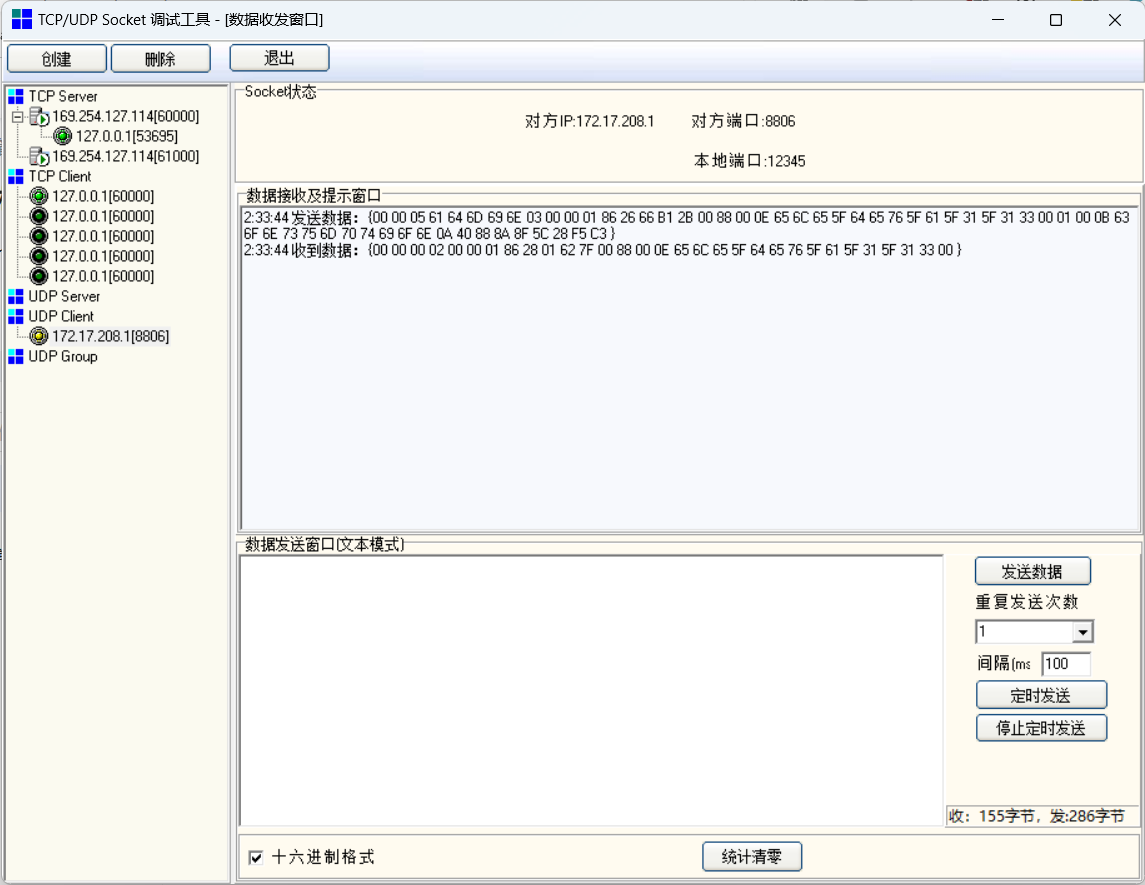 TCP/UDP Socket 调试工具 - [数据收发窗口]
创建 删除 退出
TCP Server
169.254.127.114[60000]
127.0.0.1[53695]
169.254.127.114[61000]
TCP Client
127.0.0.1[60000]
127.0.0.1[60000]
127.0.0.1[60000]
127.0.0.1[60000]
127.0.0.1[60000]
UDP Server
UDP Client
172.17.208.1[8806]
UDP Group
Socket状态
对方IP:172.17.208.1 对方端口:8806
本地端口:12345
数据接收及提示窗口
2:33:44 发送数据：{00 00 05 61 64 6D 69 6E 03 00 00 01 86 26 66 B1 2B 00 88 00 0E 65 6C 65 5F 64 65 76 5F 61 5F 31 5F 31 33 00 01 00 0B 63
6F 6E 73 75 6D 70 74 69 6F 6E 0A 40 88 8A 8F 5C 28 F5 C3 }
2:33:44 收到数据：{00 00 00 02 00 00 01 86 28 01 62 7F 00 88 00 0E 65 6C 65 5F 64 65 76 5F 61 5F 31 5F 31 33 00 }
数据发送窗口(文本模式)
发送数据
重复发送次数
1
间隔(ms 100
定时发送
停止定时发送
收：155字节，发:286字节
十六进制格式
统计清零